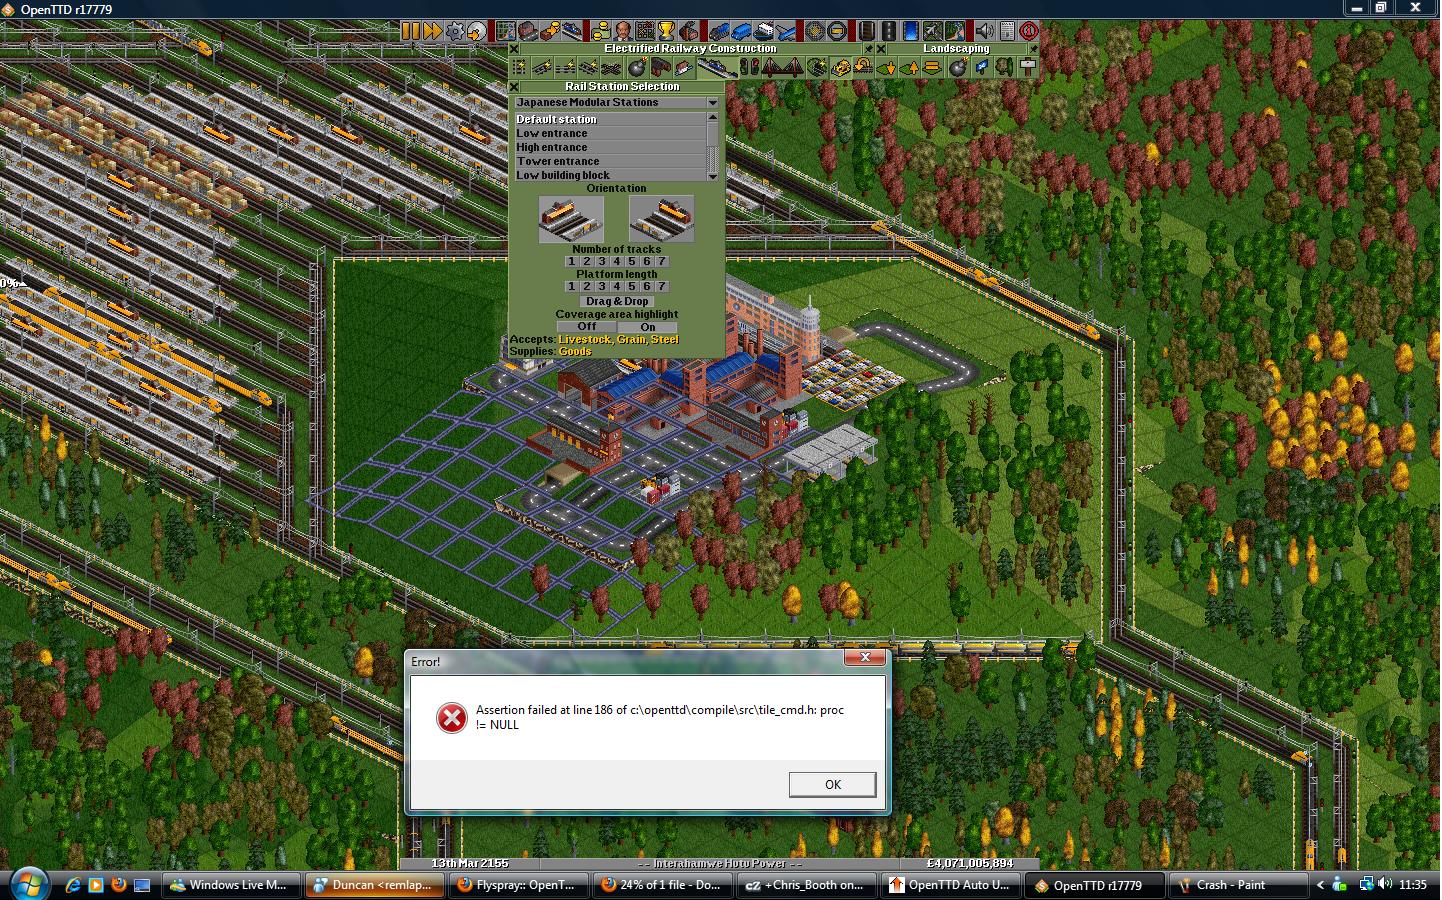 OpenTTD r17779
Electrified Railway Construction
Landscaping
Rail Station Selection
Japanese Modular Stations
Default station
Low entrance
High entrance
Tower entrance
Low building block
Orientation
Number of tracks
1 2 3 4 5 6 7
Platform length
1 2 3 4 5 6 7
Drag & Drop
Coverage area highlight
Off On
Accepts: Livestock, Grain, Steel
Supplies: Goods
0%
Error!
Assertion failed at line 186 of c:\openttd\compile\src\tile_cmd.h: proc
!= NULL
OK
13th Mar 2155
- - Interahamwe Hutu Power - -
£4,071,005,894
Windows Live M...
Duncan <remlap...
Flyspray:: OpenT...
24% of 1 file - Do...
+Chris_Booth on...
OpenTTD Auto U...
OpenTTD r17779
Crash - Paint
11:35